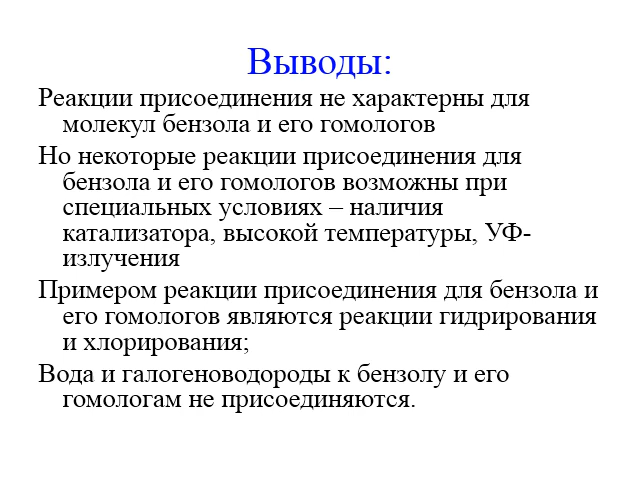 Выводы:
Реакции присоединения не характерны для
молекул бензола и его гомологов
Но некоторые реакции присоединения для
бензола и его гомологов возможны при
специальных условиях – наличия
катализатора, высокой температуры, УФ-
излучения
Примером реакции присоединения для бензола и
его гомологов являются реакции гидрирования
и хлорирования;
Вода и галогеноводороды к бензолу и его
гомологам не присоединяются.